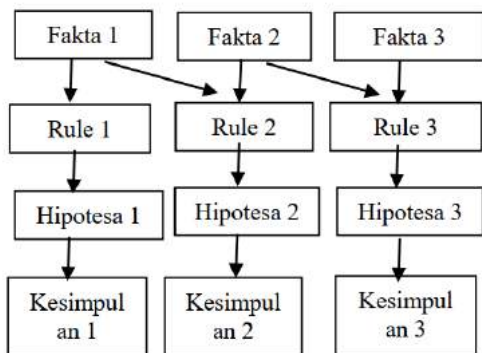 Fakta 1
Fakta 2
Fakta 3
Rule 1
Rule 2
Rule 3
Hipotesa 1
Hipotesa 2
Hipotesa 3
Kesimpul
an 1
Kesimpul
an 2
Kesimpul
an 3